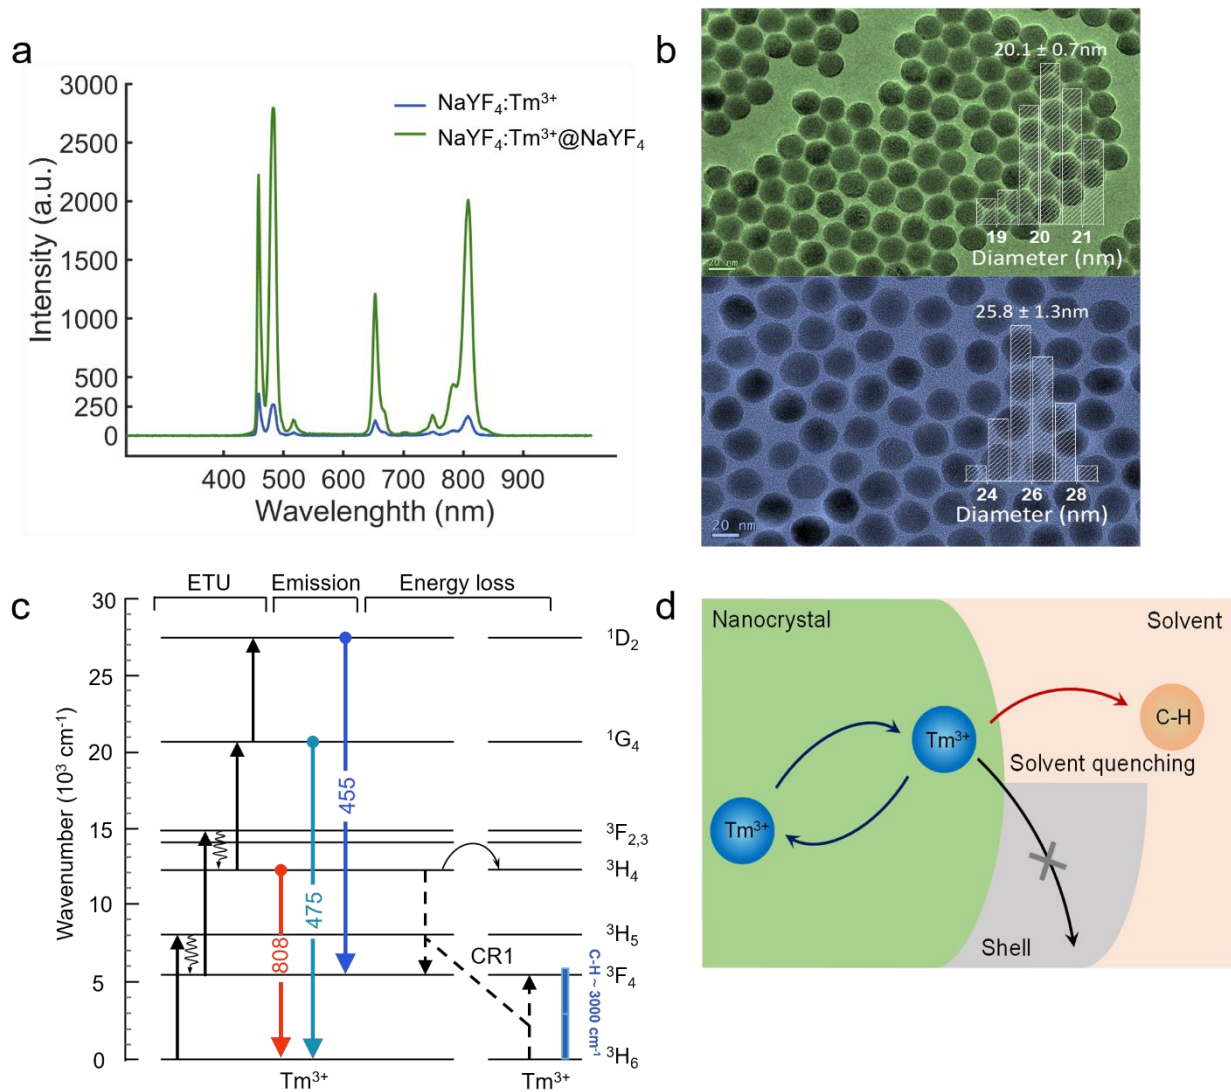 a
3000
2500
2000
1500
1000
500
250
0
Intensity (a.u.)
NaYF₄:Tm³⁺
NaYF₄:Tm³⁺@NaYF₄
400 500 600 700 800 900
Wavelenghth (nm)
b
20.1 ± 0.7nm
19 20 21
Diameter (nm)
20 nm
25.8 ± 1.3nm
24 26 28
Diameter (nm)
20 nm
c
ETU Emission Energy loss
30
25
20
15
10
5
0
Wavenumber (10³ cm⁻¹)
¹D₂
¹G₄
³F₂,₃
³H₄
³H₅
³F₄
³H₆
808
475
455
CR1
C-H ~ 3000 cm⁻¹
Tm³⁺ Tm³⁺
d
Nanocrystal Solvent
C-H
Tm³⁺
Solvent quenching
Tm³⁺
Shell